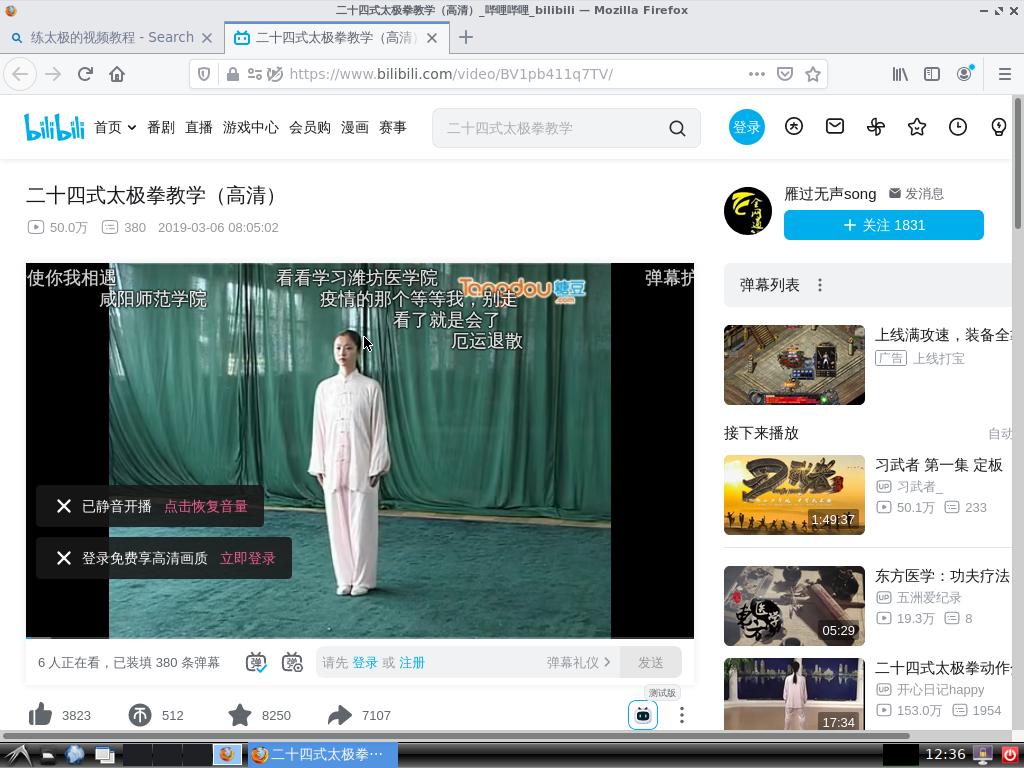 二十四式太极拳教学（高清）_哔哩哔哩_bilibili — Mozilla Firefox
练太极的视频教程 - Search
二十四式太极拳教学（高清）
https://www.bilibili.com/video/BV1pb411q7TV/
bilibili
首页
番剧
直播
游戏中心
会员购
漫画
赛事
二十四式太极拳教学
登录
二十四式太极拳教学（高清）
50.0万
380
2019-03-06 08:05:02
雁过无声song
发消息
关注 1831
使你我相遇
看看学习潍坊医学院
弹幕护
咸阳师范学院
疫情的那个等等我，别走
Tangdou 糖豆
.com
看了就是会了
厄运退散
弹幕列表
上线满攻速，装备全
广告
上线打宝
接下来播放
自动
习武者
1:49:37
习武者 第一集 定板
UP 习武者_
50.1万
233
已静音开播
点击恢复音量
登录免费享高清画质
立即登录
医学
05:29
东方医学：功夫疗法
UP 五洲爱纪录
19.3万
8
6 人正在看，已装填 380 条弹幕
弹
弹
请先 登录 或 注册
弹幕礼仪
发送
17:34
二十四式太极拳动作
UP 开心日记happy
153.0万
1954
测试版
3823
512
8250
7107
二十四式太极拳···
12:36